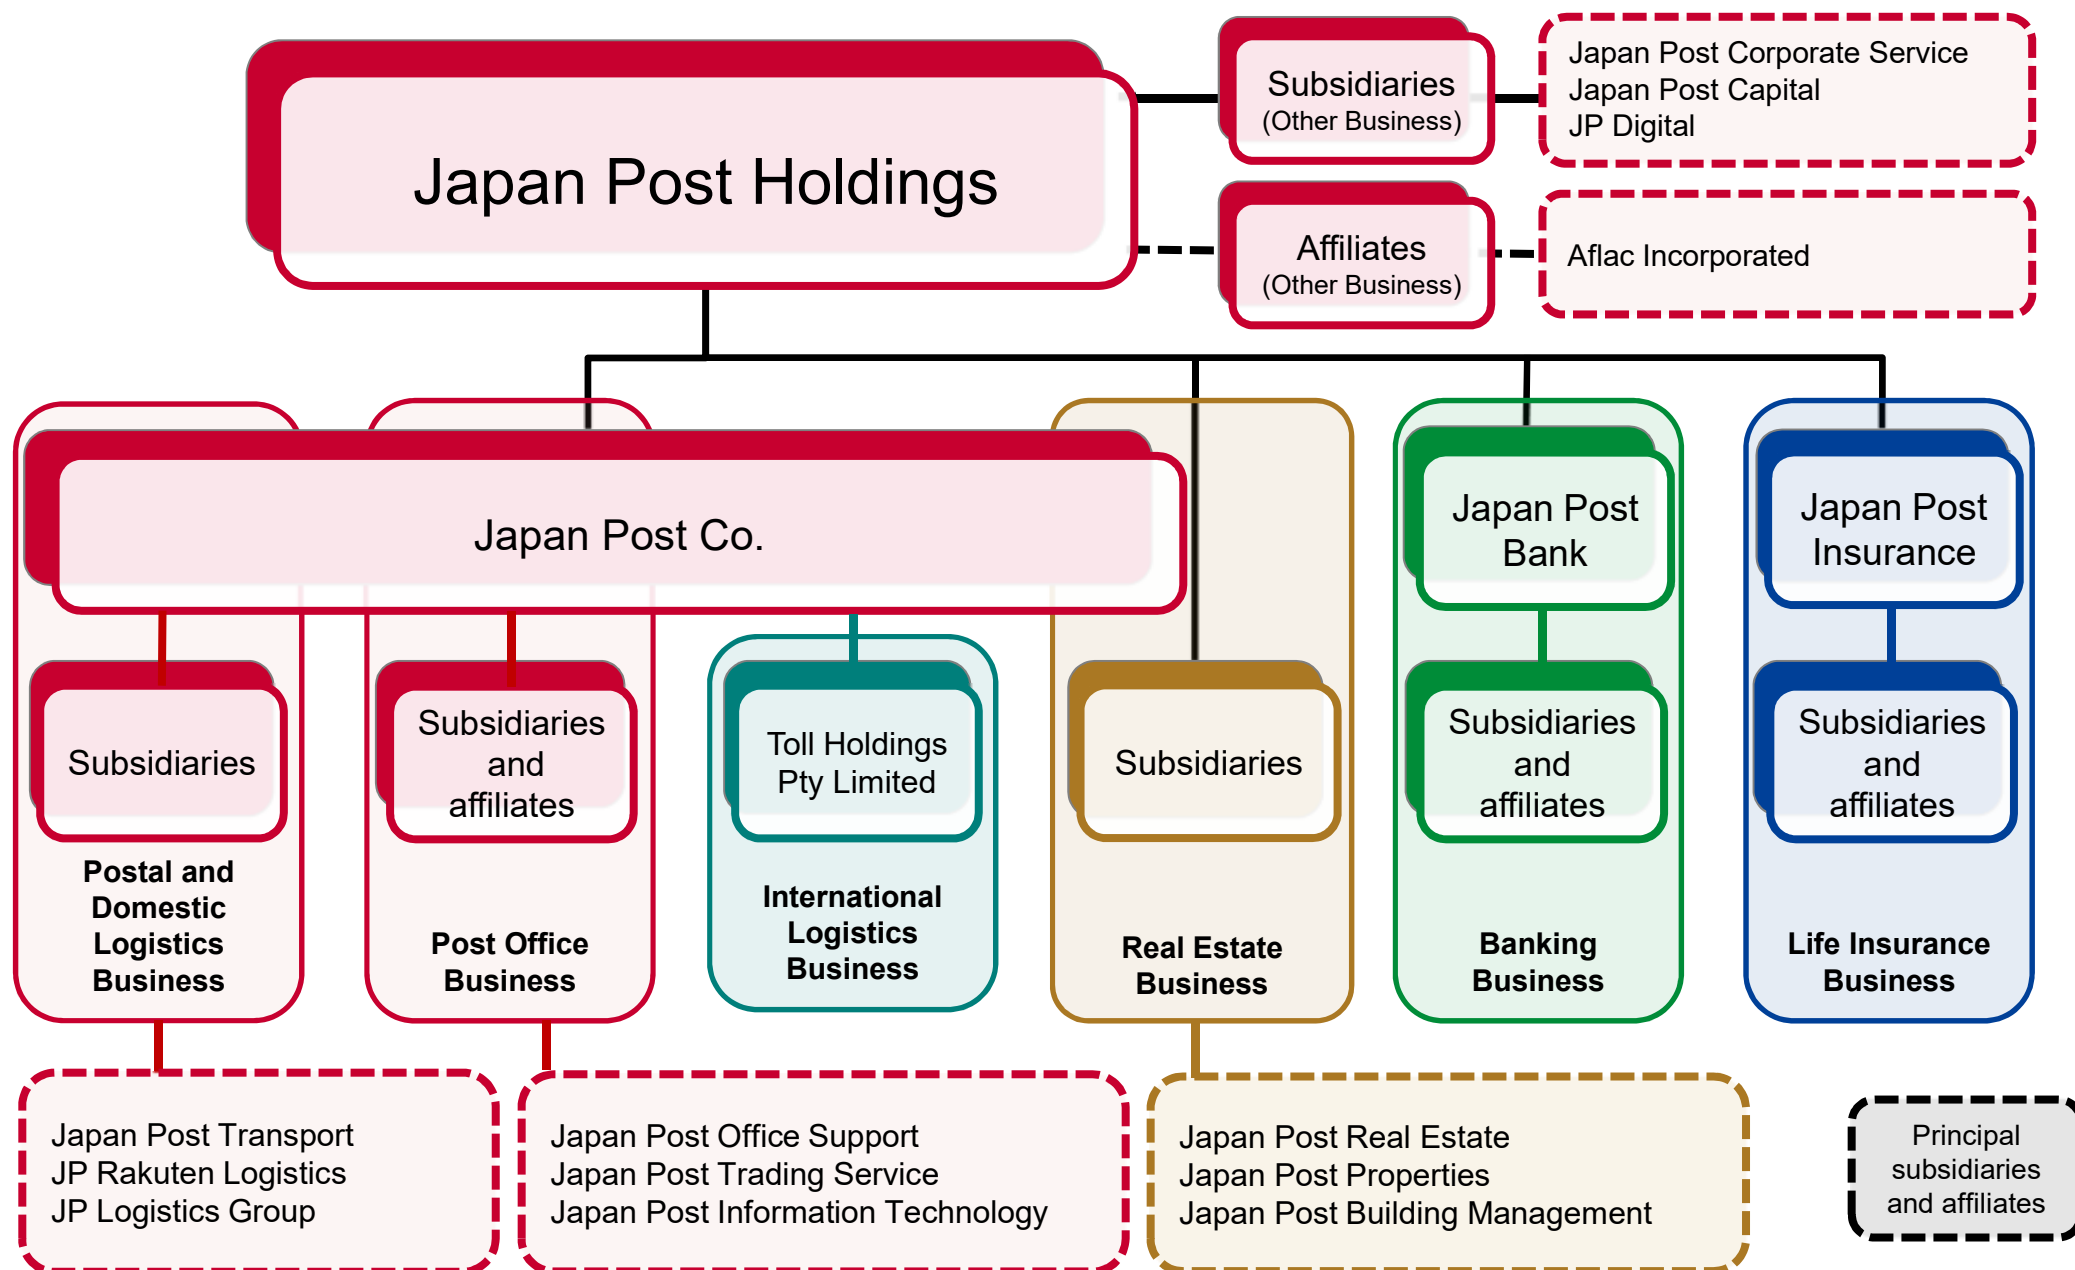 Japan Post Holdings
Subsidiaries
(Other Business)
Japan Post Corporate Service
Japan Post Capital
JP Digital
Affiliates
(Other Business)
Aflac Incorporated
Japan Post Co.
Japan Post
Bank
Japan Post
Insurance
Subsidiaries
Subsidiaries
and
affiliates
Toll Holdings
Pty Limited
Subsidiaries
Subsidiaries
and
affiliates
Subsidiaries
and
affiliates
Postal and
Domestic
Logistics
Business
Post Office
Business
International
Logistics
Business
Real Estate
Business
Banking
Business
Life Insurance
Business
Japan Post Transport
JP Rakuten Logistics
JP Logistics Group
Japan Post Office Support
Japan Post Trading Service
Japan Post Information Technology
Japan Post Real Estate
Japan Post Properties
Japan Post Building Management
Principal
subsidiaries
and affiliates